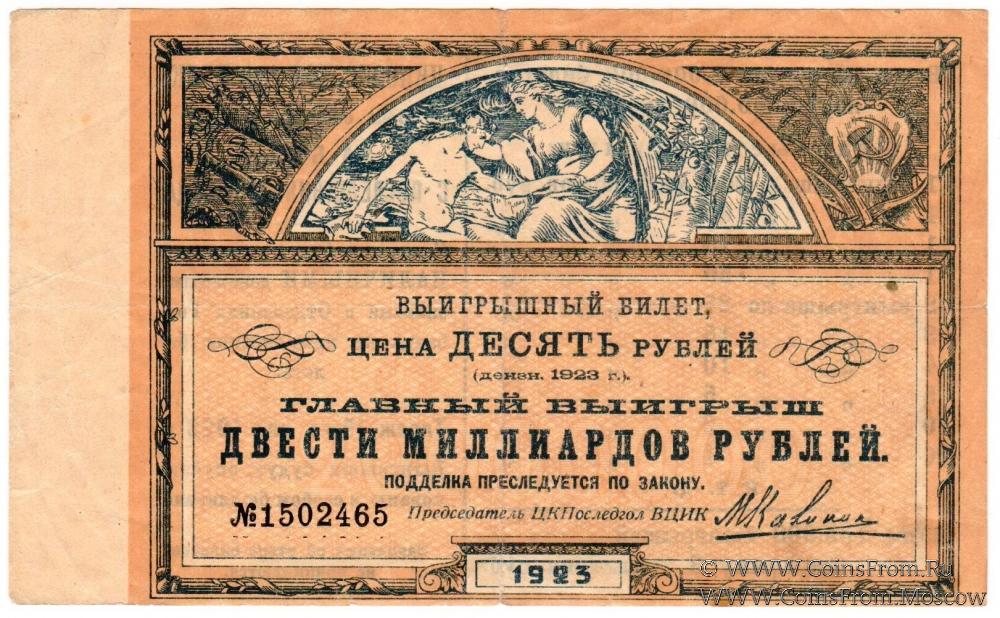 ВЫИГРЫШНЫЙ БИЛЕТ,
ЦЕНА ДЕСЯТЬ РУБЛЕЙ
(дензн. 1923 г.).
ГЛАВНЫЙ ВЫИГРЫШ
ДВЕСТИ МИЛЛИАРДОВ РУБЛЕЙ.
ПОДДЕЛКА ПРЕСЛЕДУЕТСЯ ПО ЗАКОНУ.
№1502465 Председатель ЦКПоследгол ВЦИК
1923
© WWW.CoinsFrom.Ru
WWW.CoinsFrom.Moscow